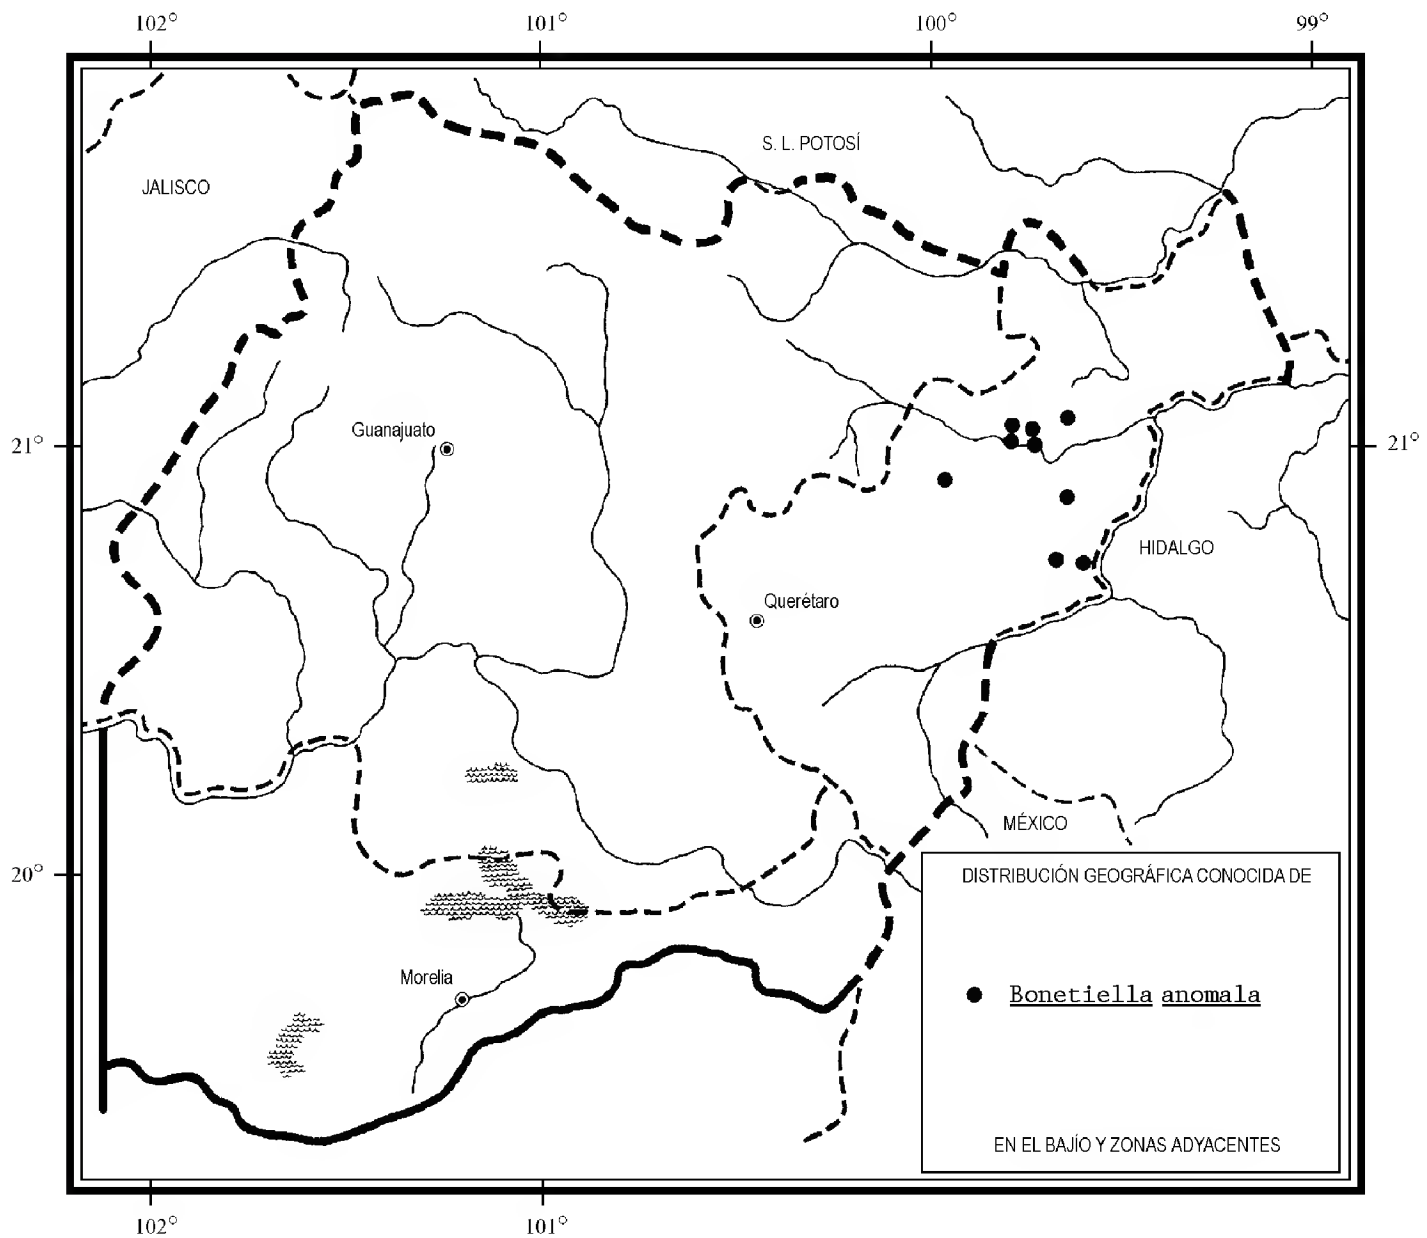 102° 101° 100° 99°
S. L. POTOSÍ
JALISCO
Guanajuato
21° 21°
HIDALGO
Querétaro
MÉXICO
20°
DISTRIBUCIÓN GEOGRÁFICA CONOCIDA DE
Morelia
Bonetiella anomala
EN EL BAJÍO Y ZONAS ADYACENTES
102° 101°